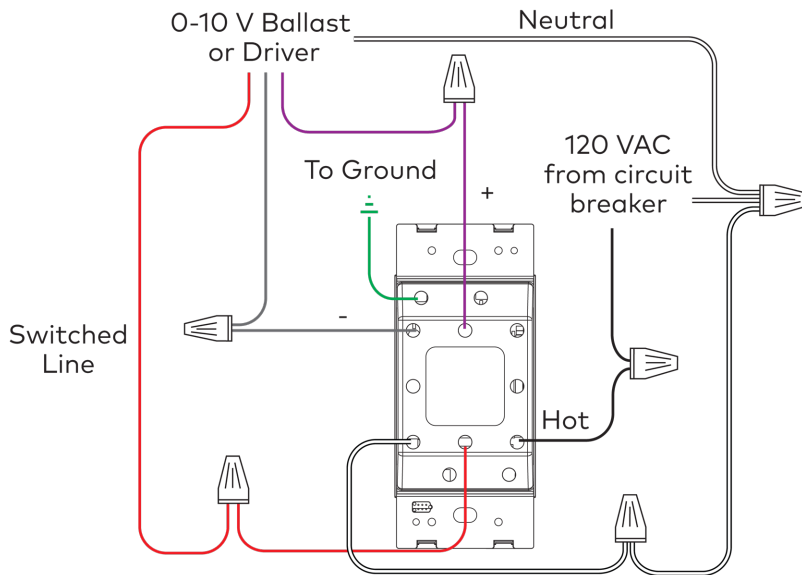 0-10 V Ballast
or Driver
Neutral
120 VAC
from circuit
breaker
To Ground
+
-
Switched
Line
Hot